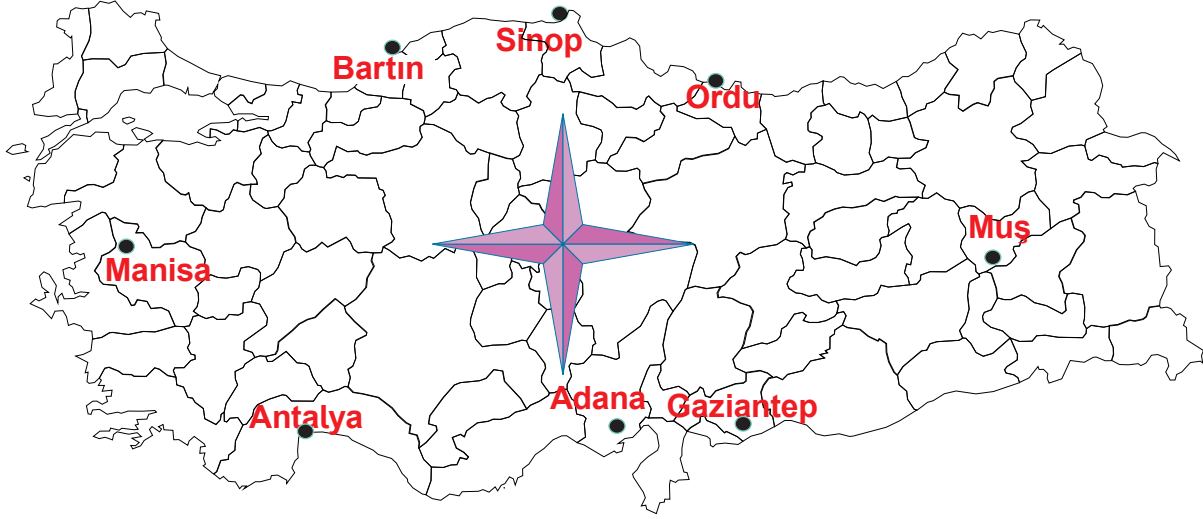 Sinop
Bartın
Ordu
Muş
Manisa
Adana
Gaziantep
Antalya